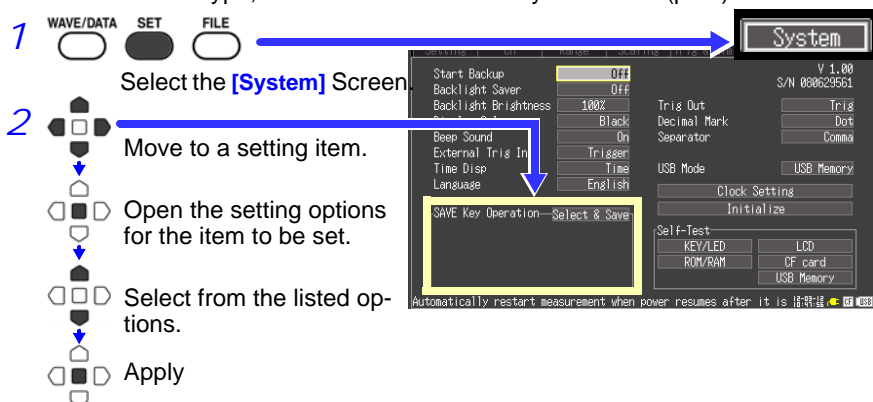 1 WAVE/DATA SET FILE
System
Select the [System] Screen.
2
Move to a setting item.
Open the setting options
for the item to be set.
Select from the listed op-
tions.
Apply
Start Backup Off
Backlight Saver Off
Backlight Brightness 100%
Black
Beep Sound On
External Trig In Trigger
Time Disp Time
Language English
SAVE Key Operation Select & Save
V 1.00
S/N 080629561
Trig Out Trig
Decimal Mark Dot
Separator Comma
USB Mode USB Memory
Clock Setting
Initialize
Self-Test
KEY/LED LCD
ROM/RAM CF card
USB Memory
Automatically restart measurement when power resumes after it is
CF USB